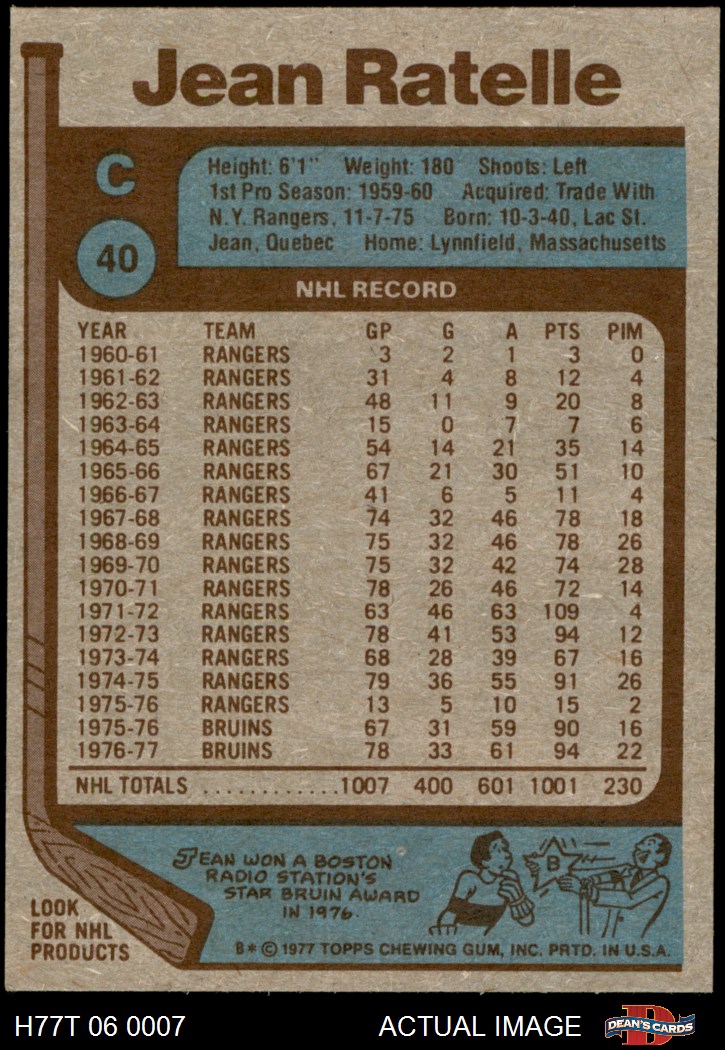 Jean Ratelle
C
40
Height: 6'1" Weight: 180 Shoots: Left
1st Pro Season: 1959-60 Acquired: Trade With
N.Y. Rangers, 11-7-75 Born: 10-3-40, Lac St.
Jean, Quebec Home: Lynnfield, Massachusetts
NHL RECORD
YEAR TEAM GP G A PTS PIM
1960-61 RANGERS 3 2 1 3 0
1961-62 RANGERS 31 4 8 12 4
1962-63 RANGERS 48 11 9 20 8
1963-64 RANGERS 15 0 7 7 6
1964-65 RANGERS 54 14 21 35 14
1965-66 RANGERS 67 21 30 51 10
1966-67 RANGERS 41 6 5 11 4
1967-68 RANGERS 74 32 46 78 18
1968-69 RANGERS 75 32 46 78 26
1969-70 RANGERS 75 32 42 74 28
1970-71 RANGERS 78 26 46 72 14
1971-72 RANGERS 63 46 63 109 4
1972-73 RANGERS 78 41 53 94 12
1973-74 RANGERS 68 28 39 67 16
1974-75 RANGERS 79 36 55 91 26
1975-76 RANGERS 13 5 10 15 2
1975-76 BRUINS 67 31 59 90 16
1976-77 BRUINS 78 33 61 94 22
NHL TOTALS ............1007 400 601 1001 230
JEAN WON A BOSTON
RADIO STATION'S
STAR BRUIN AWARD
IN 1976.
B
LOOK
FOR NHL
PRODUCTS
B* © 1977 TOPPS CHEWING GUM, INC. PRTD. IN U.S.A.
H77T 06 0007 ACTUAL IMAGE
D
DEAN'S CARDS